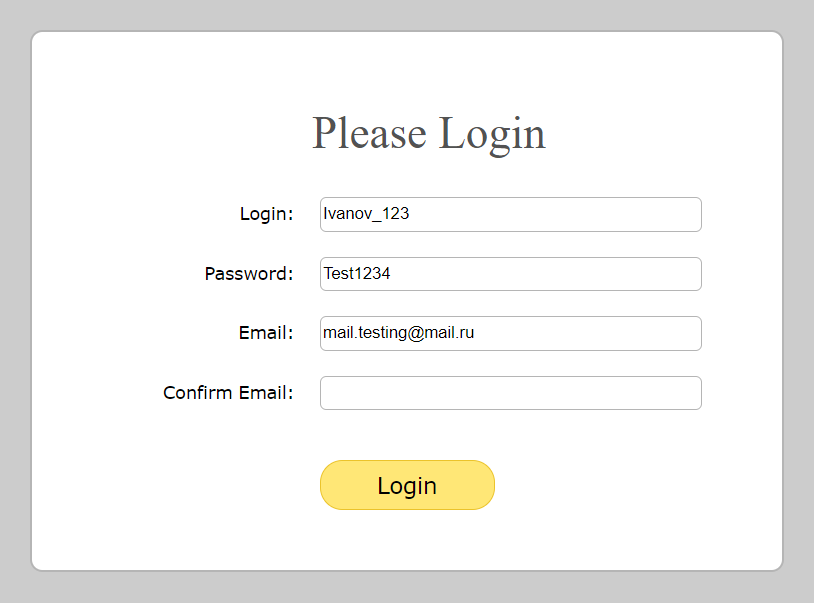 Please Login
Login: Ivanov_123
Password: Test1234
Email: mail.testing@mail.ru
Confirm Email:
Login